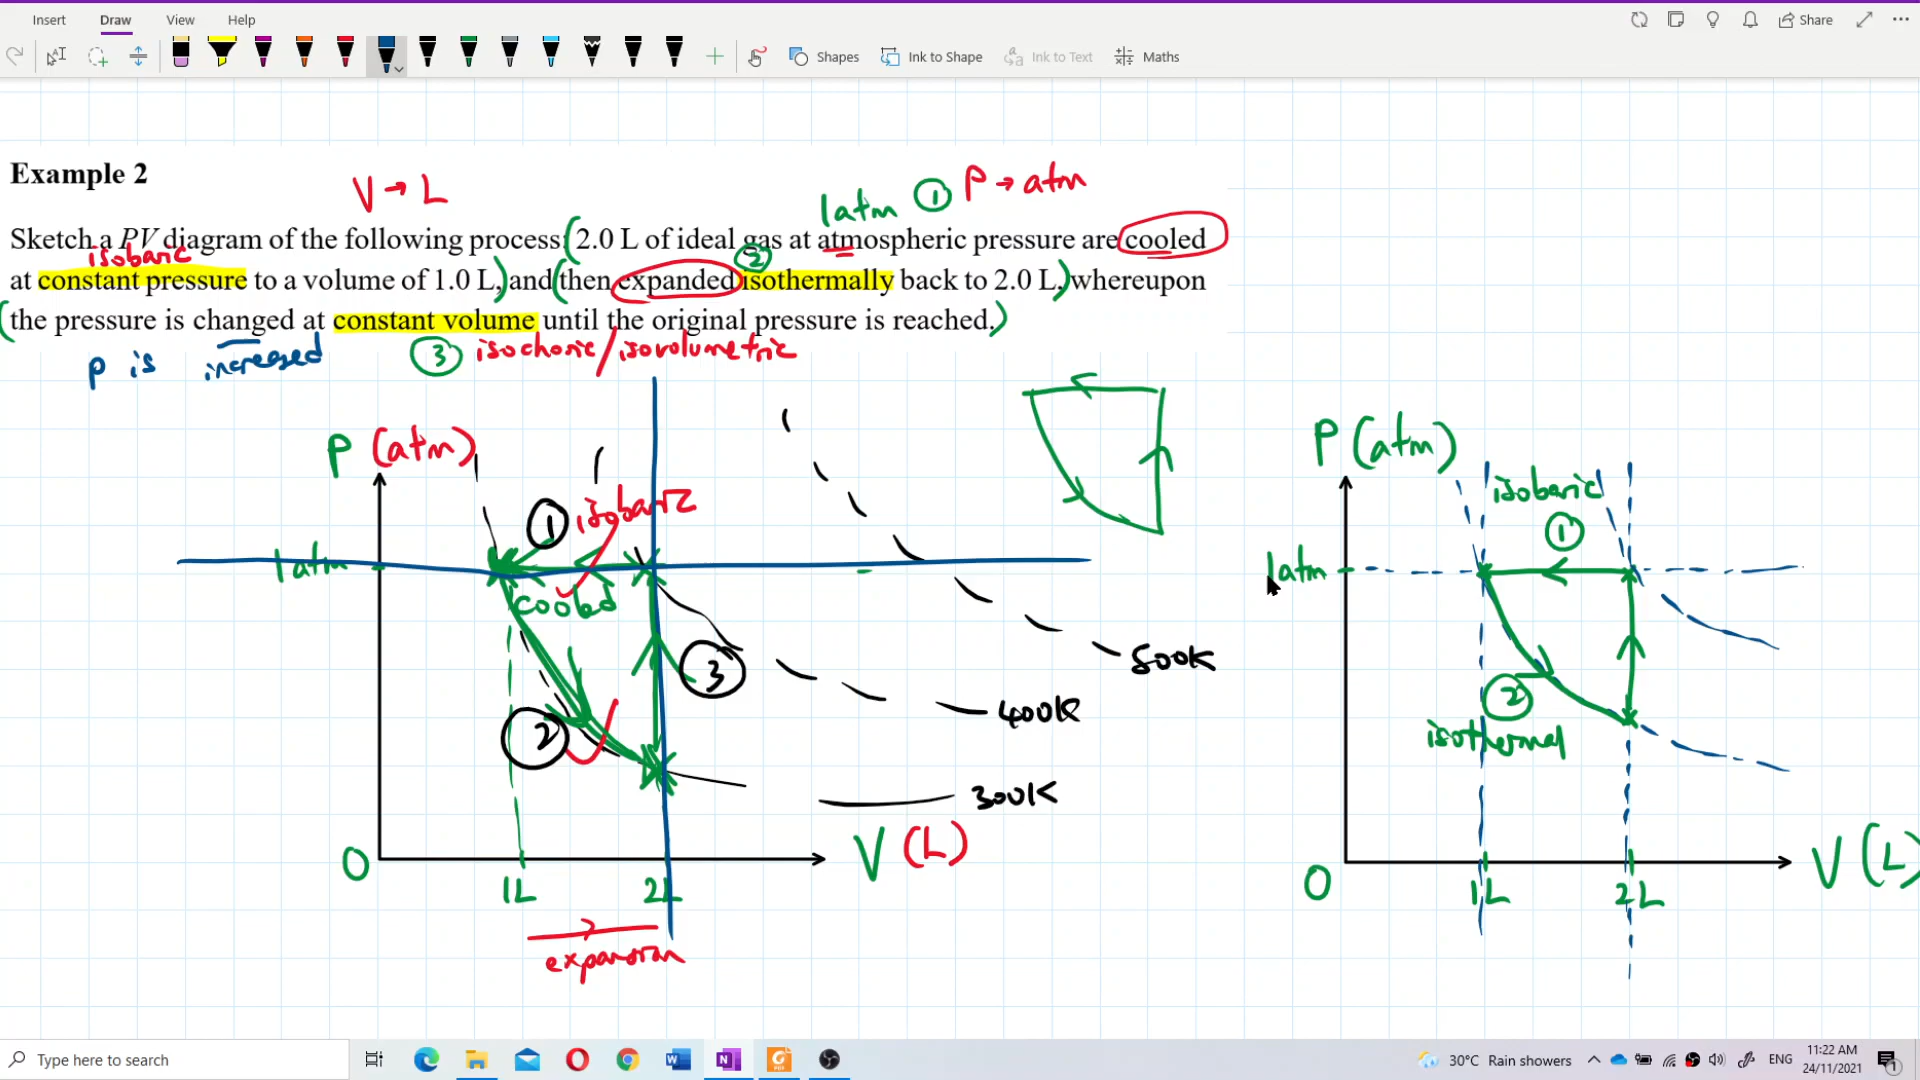 Insert Draw View Help
Share
Shapes Ink to Shape Ink to Text Maths
Example 2
V → L
1atm ① P → atm
Sketch a PV diagram of the following process: (2.0 L of ideal gas at atmospheric pressure are cooled
isobaric ②
at constant pressure to a volume of 1.0 L,) and (then expanded isothermally back to 2.0 L,) whereupon
(the pressure is changed at constant volume until the original pressure is reached.)
P is increased ③ isochoric/isovolumetric
P (atm)
① isobaric
1atm
cooled
③
②
500K
400K
300K
V (L)
0
1L 2L
expansion
P (atm)
isobaric
①
1atm
②
isothermal
V (L)
0
1L 2L
Type here to search
30°C Rain showers
ENG
11:22 AM
24/11/2021
1